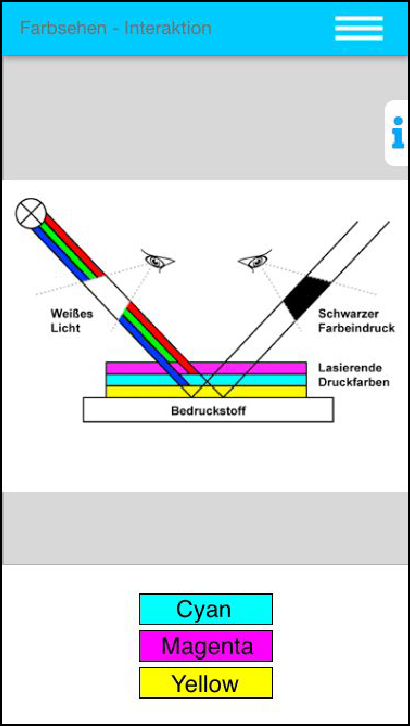 Farbsehen - Interaktion
i
Weißes
Licht
Schwarzer
Farbeindruck
Lasierende
Druckfarben
Bedruckstoff
Cyan
Magenta
Yellow